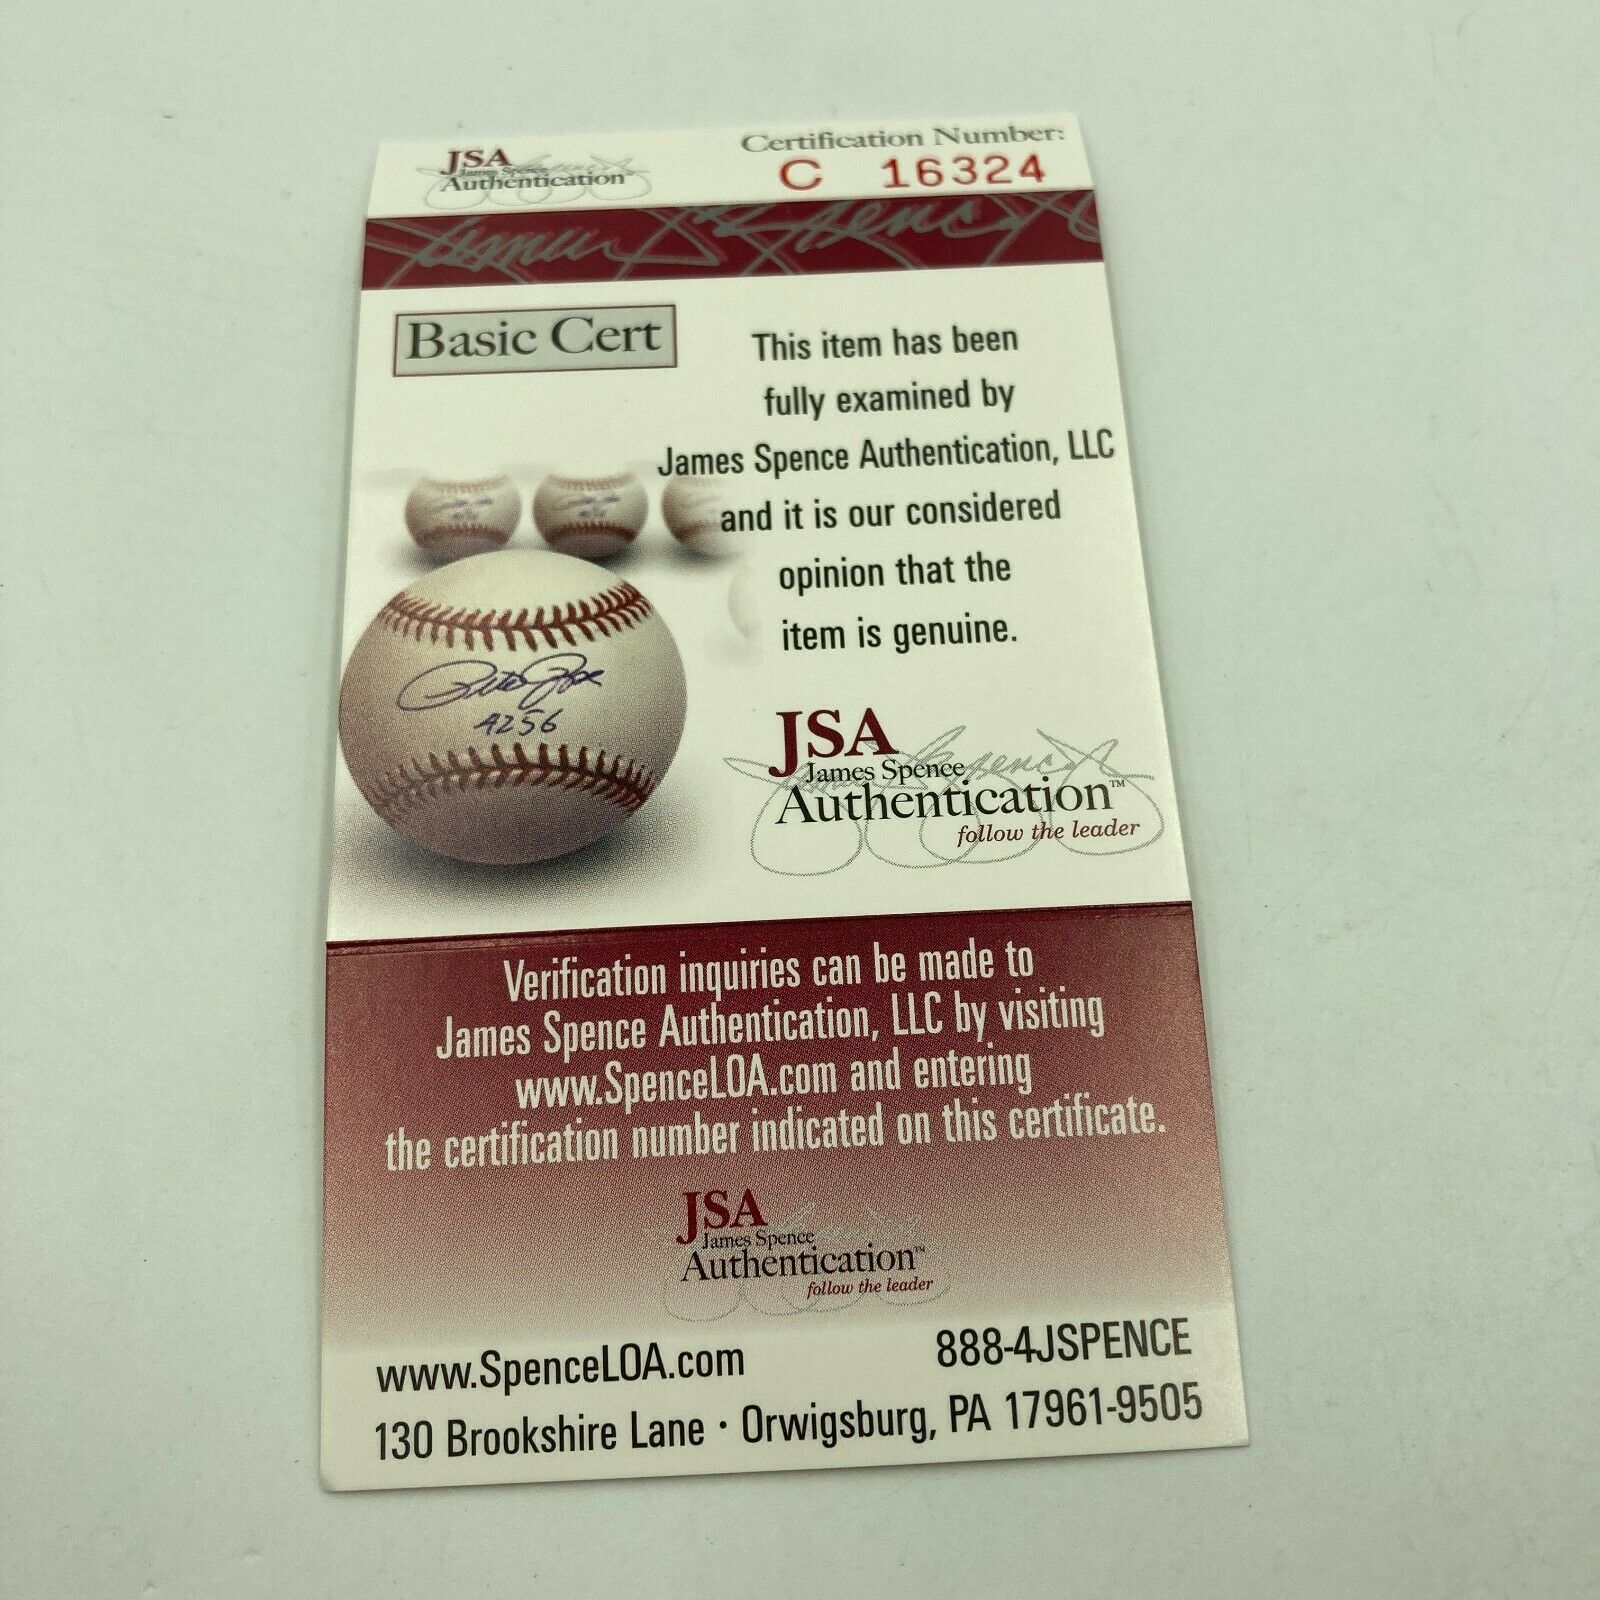 JSA
James Spence
Authentication
Certification Number:
C 16324
Basic Cert
This item has been
fully examined by
James Spence Authentication, LLC
and it is our considered
opinion that the
item is genuine.
Pete Rose
4256
JSA
James Spence
Authentication™
follow the leader
Verification inquiries can be made to
James Spence Authentication, LLC by visiting
www.SpenceLOA.com and entering
the certification number indicated on this certificate.
JSA
James Spence
Authentication™
follow the leader
www.SpenceLOA.com 888-4JSPENCE
130 Brookshire Lane · Orwigsburg, PA 17961-9505